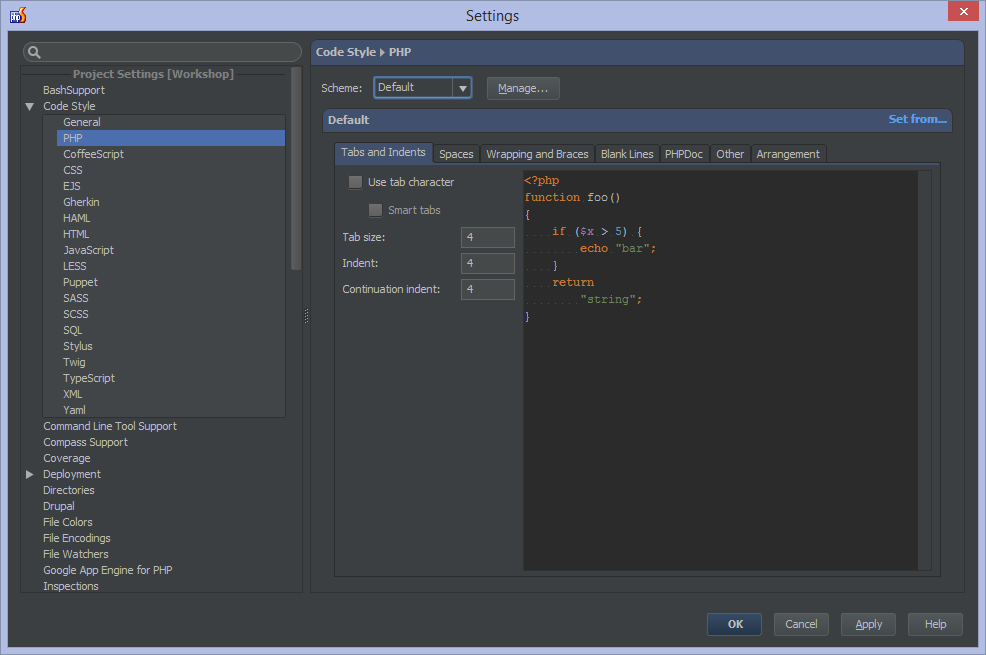 Settings
Project Settings [Workshop]
BashSupport
Code Style
General
PHP
CoffeeScript
CSS
EJS
Gherkin
HAML
HTML
JavaScript
LESS
Puppet
SASS
SCSS
SQL
Stylus
Twig
TypeScript
XML
Yaml
Command Line Tool Support
Compass Support
Coverage
Deployment
Directories
Drupal
File Colors
File Encodings
File Watchers
Google App Engine for PHP
Inspections
Code Style ▸ PHP
Scheme: Default Manage...
Default Set from...
Tabs and Indents Spaces Wrapping and Braces Blank Lines PHPDoc Other Arrangement
Use tab character
Smart tabs
Tab size: 4
Indent: 4
Continuation indent: 4
<?php
function foo()
{
    if ($x > 5) {
        echo "bar";
    }
    return
        "string";
}
OK Cancel Apply Help